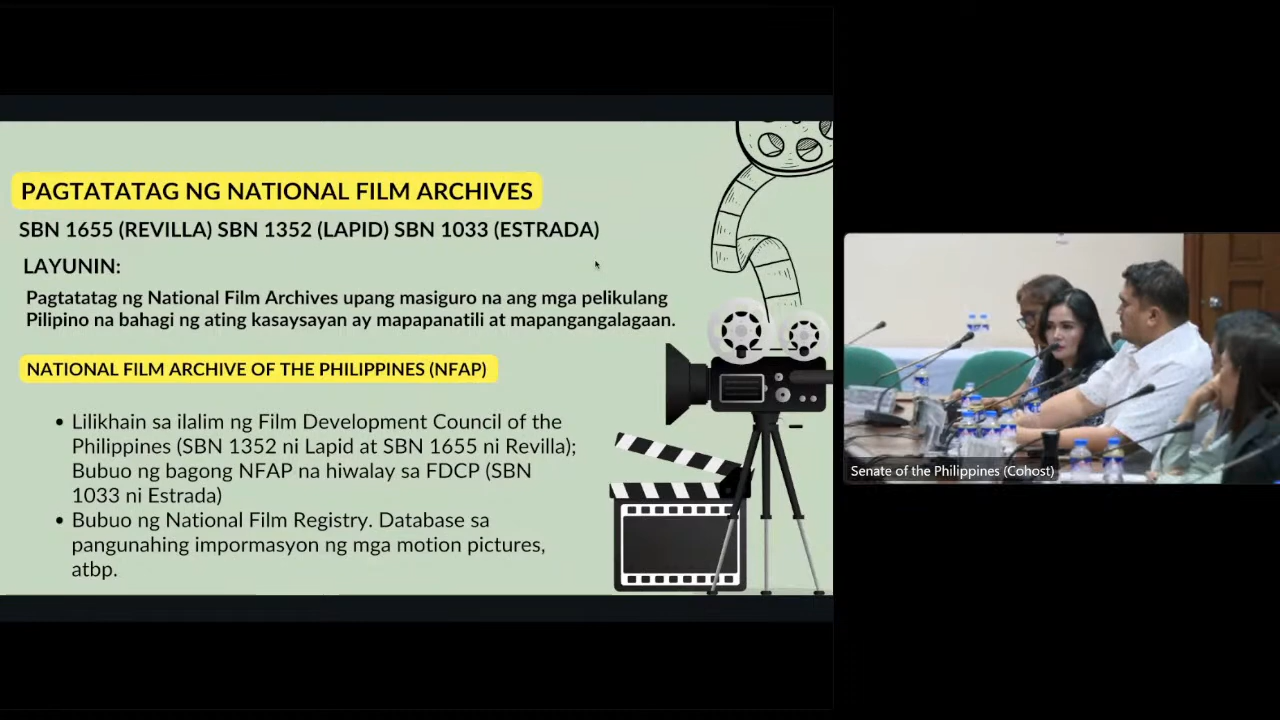 PAGTATATAG NG NATIONAL FILM ARCHIVES
SBN 1655 (REVILLA) SBN 1352 (LAPID) SBN 1033 (ESTRADA)
LAYUNIN:
Pagtatatag ng National Film Archives upang masiguro na ang mga pelikulang
Pilipino na bahagi ng ating kasaysayan ay mapapanatili at mapangangalagaan.
NATIONAL FILM ARCHIVE OF THE PHILIPPINES (NFAP)
• Lilikhain sa ilalim ng Film Development Council of the
Philippines (SBN 1352 ni Lapid at SBN 1655 ni Revilla);
Bubuo ng bagong NFAP na hiwalay sa FDCP (SBN
1033 ni Estrada)
• Bubuo ng National Film Registry. Database sa
pangunahing impormasyon ng mga motion pictures,
atbp.
Senate of the Philippines (Cohost)